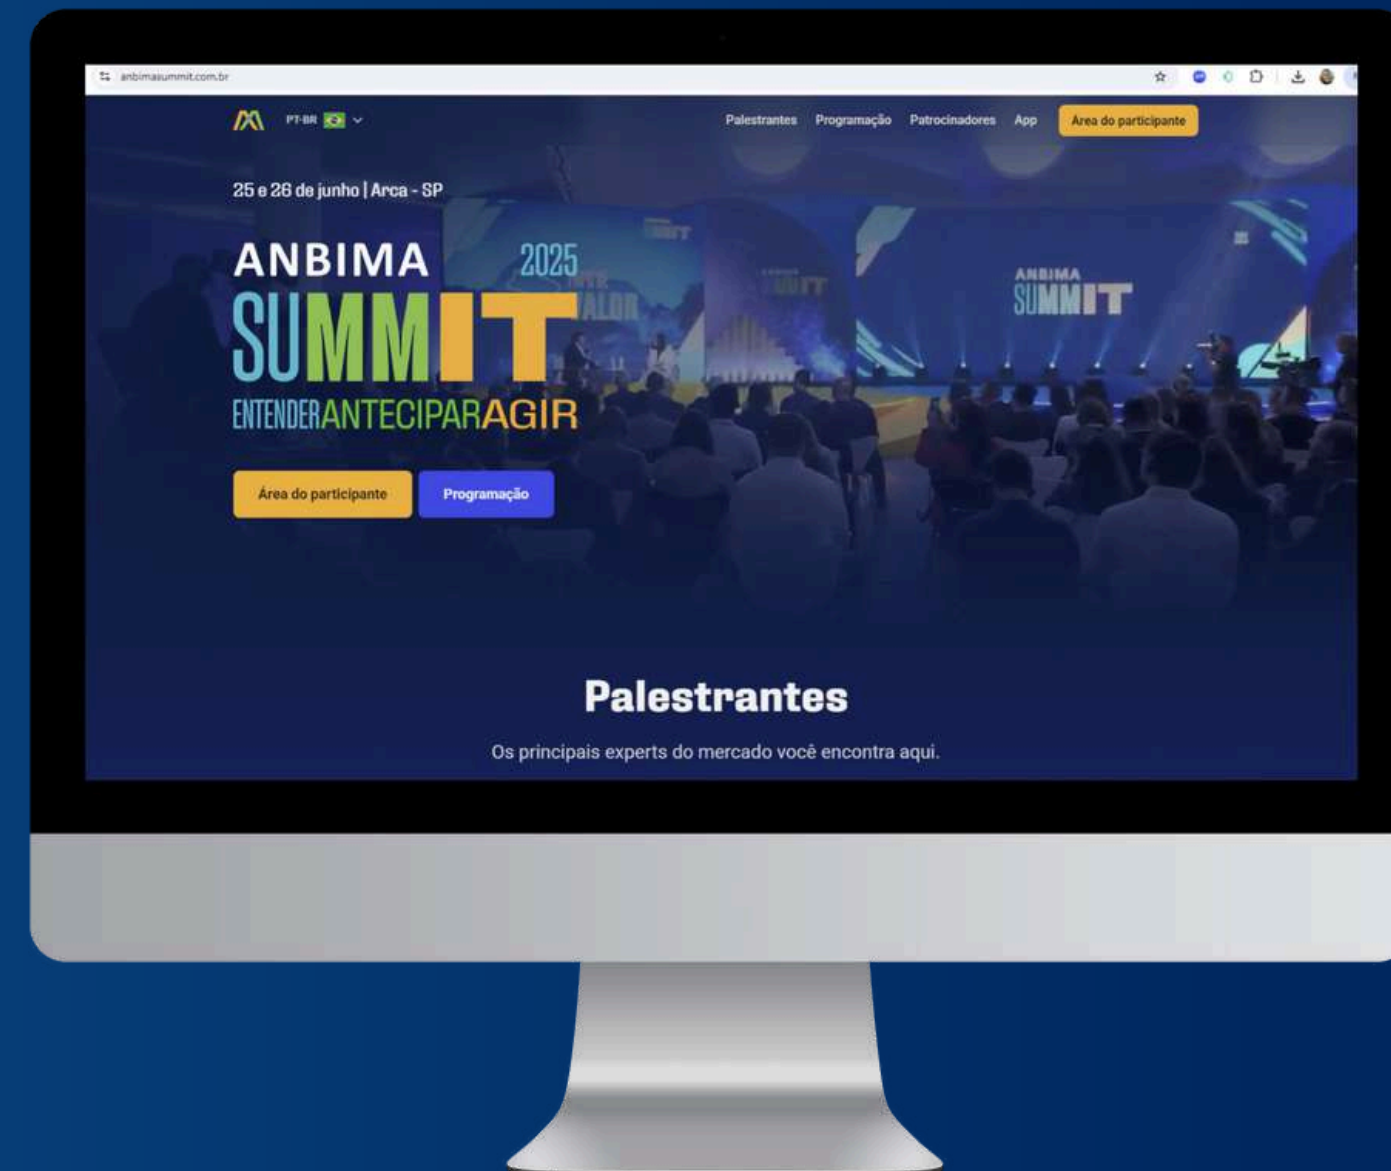 anbimasummit.com.br
PT-BR
Palestrantes Programação Patrocinadores App Área do participante
25 e 26 de junho | Arca - SP
ANBIMA 2025
SUMMIT
ENTENDERANTECIPARAGIR
ANBIMA
SUMMIT
Área do participante Programação
Palestrantes
Os principais experts do mercado você encontra aqui.